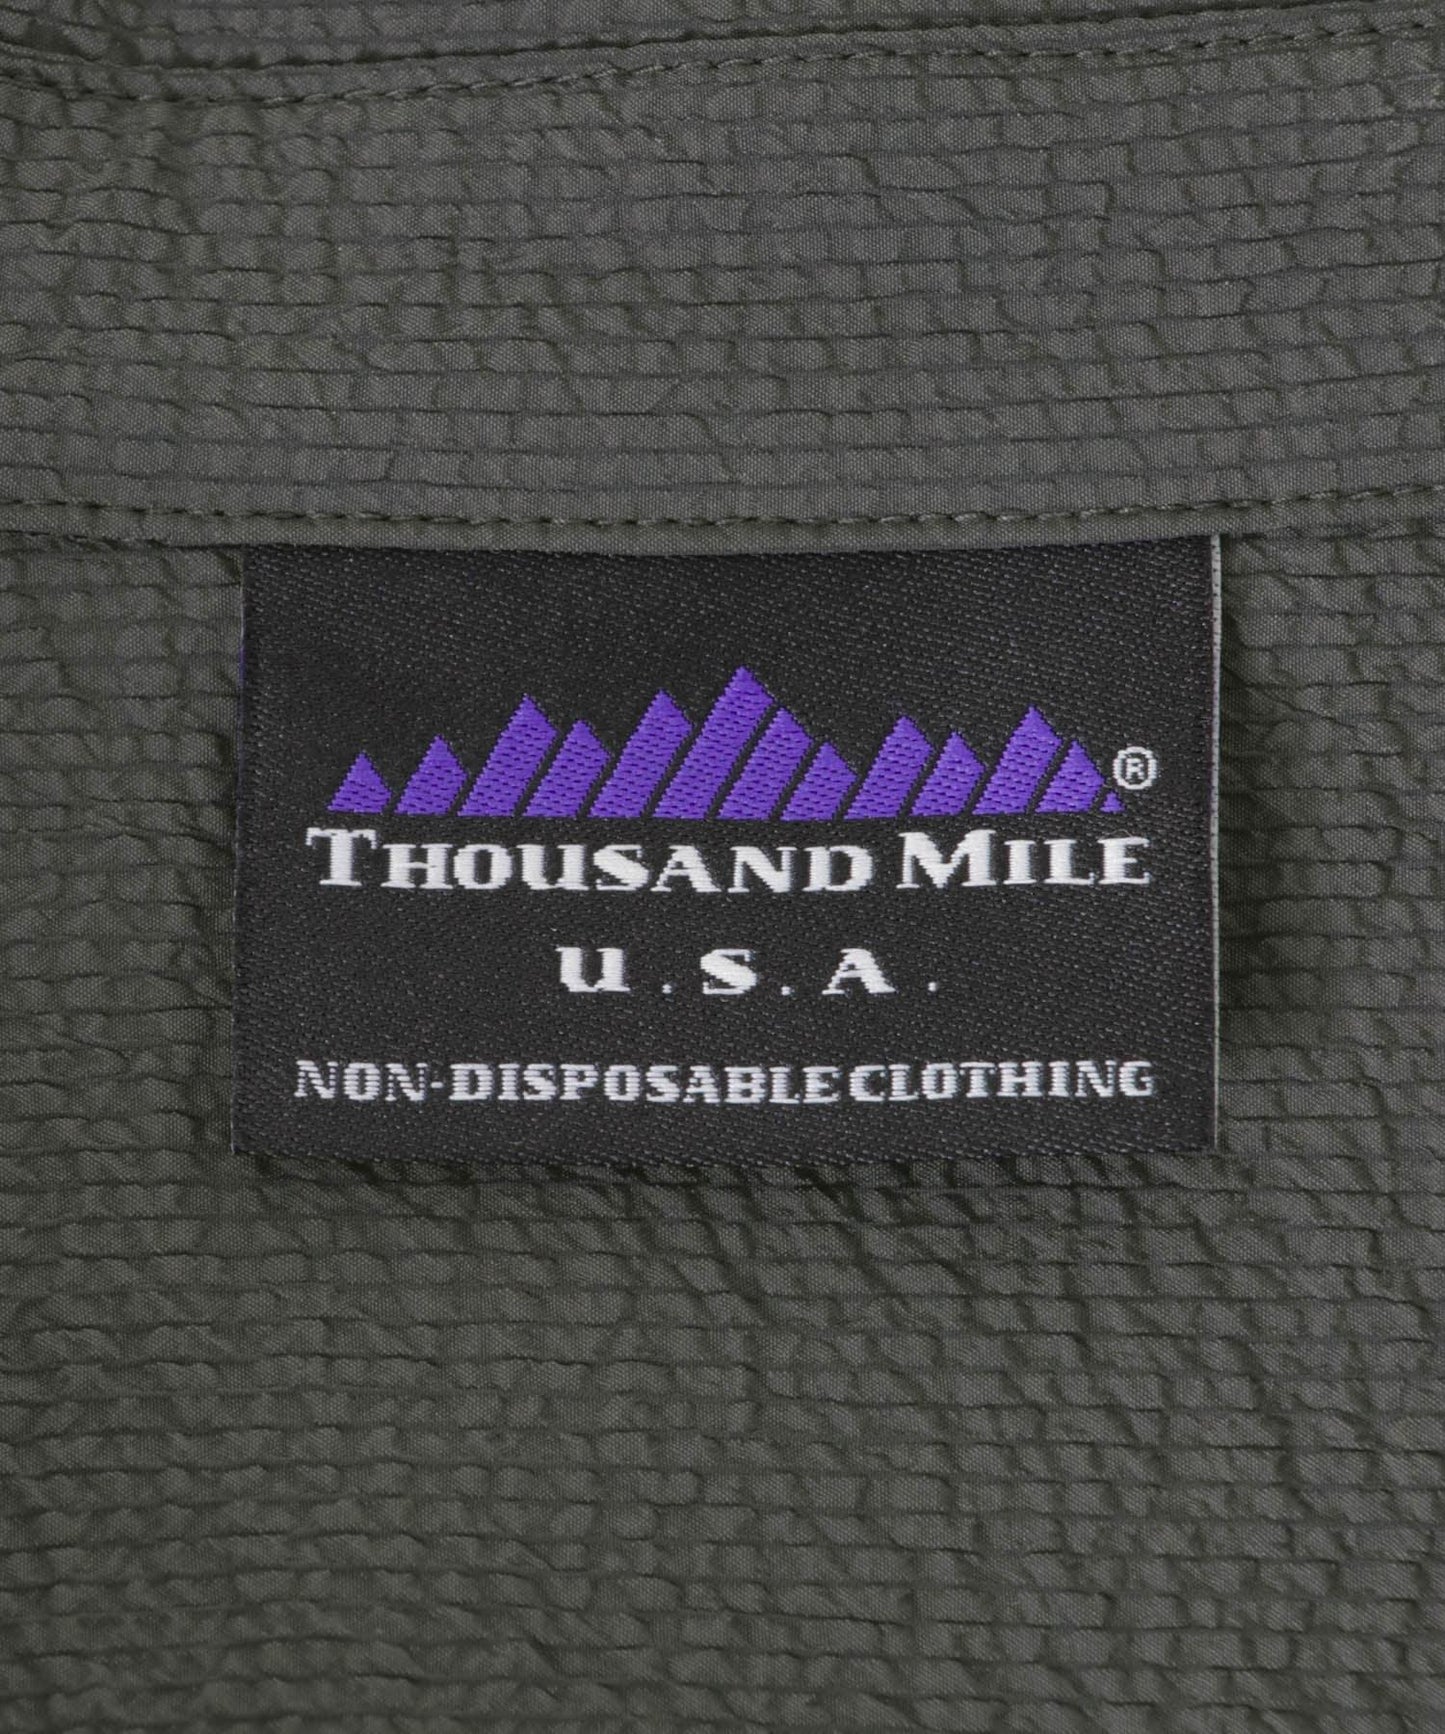 ®
THOUSAND MILE
U.S.A.
NON-DISPOSABLE CLOTHING